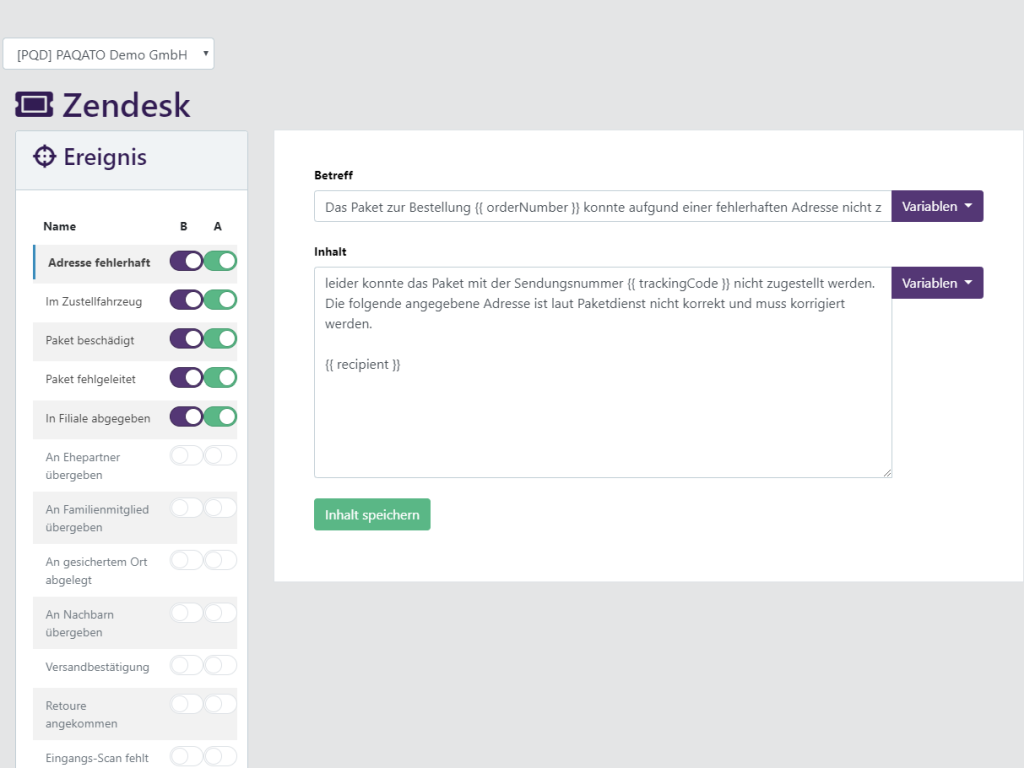 [PQD] PAQATO Demo GmbH
Zendesk
Ereignis
Name B A
Adresse fehlerhaft
Im Zustellfahrzeug
Paket beschädigt
Paket fehlgeleitet
In Filiale abgegeben
An Ehepartner
übergeben
An Familienmitglied
übergeben
An gesichertem Ort
abgelegt
An Nachbarn
übergeben
Versandbestätigung
Retoure
angekommen
Eingangs-Scan fehlt
Betreff
Das Paket zur Bestellung {{ orderNumber }} konnte aufgund einer fehlerhaften Adresse nicht z
Variablen
Inhalt
leider konnte das Paket mit der Sendungsnummer {{ trackingCode }} nicht zugestellt werden.
Die folgende angegebene Adresse ist laut Paketdienst nicht korrekt und muss korrigiert
werden.
{{ recipient }}
Variablen
Inhalt speichern